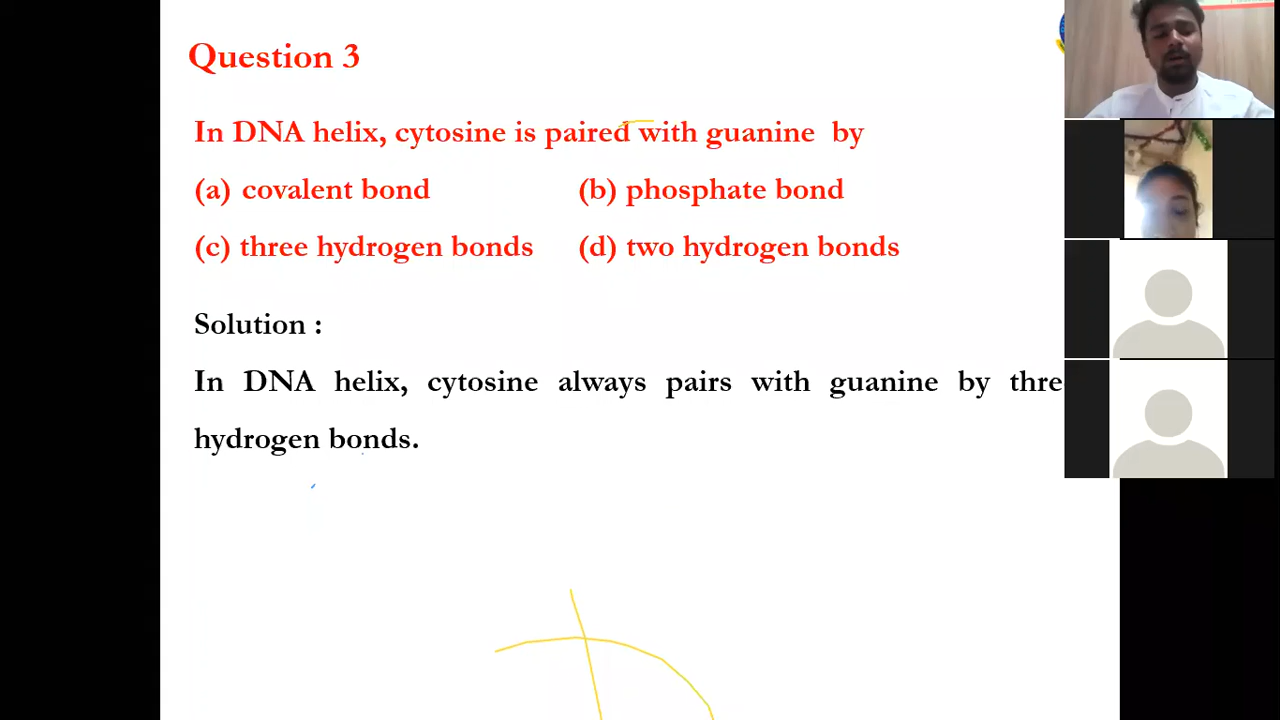 Question 3
In DNA helix, cytosine is paired with guanine by
(a) covalent bond (b) phosphate bond
(c) three hydrogen bonds (d) two hydrogen bonds
Solution :
In DNA helix, cytosine always pairs with guanine by thre
hydrogen bonds.